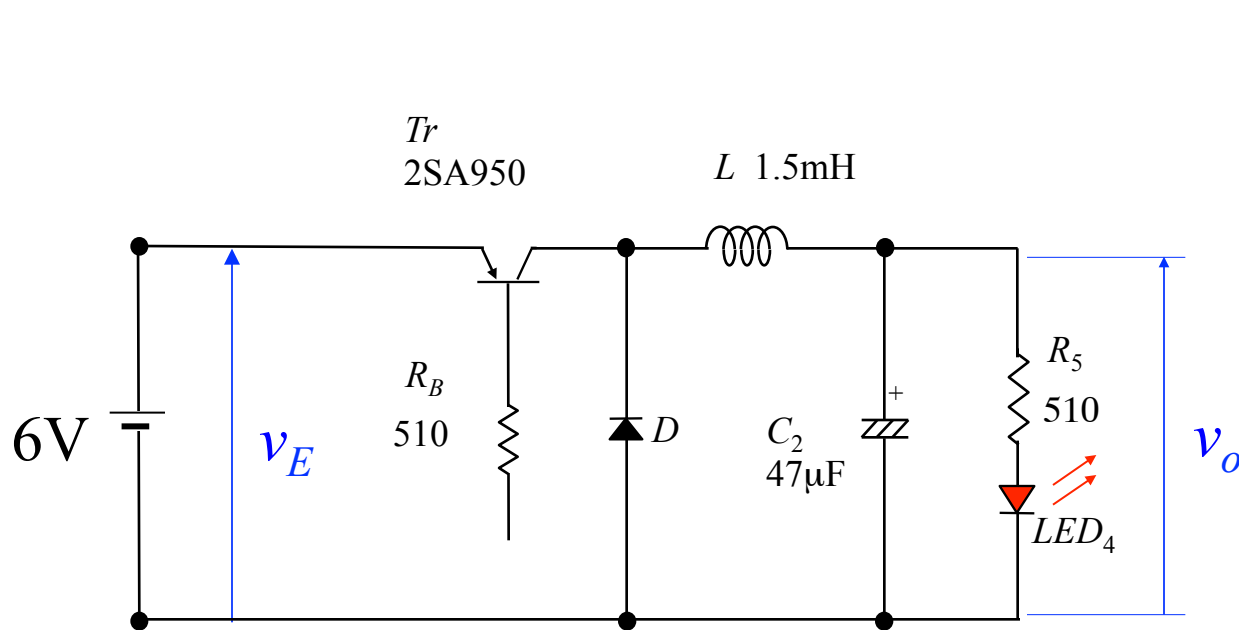 Tr
2SA950
L 1.5mH
R_B
510
R_5
510
+
6V
v_E
D
C_2
47μF
v_o
LED_4